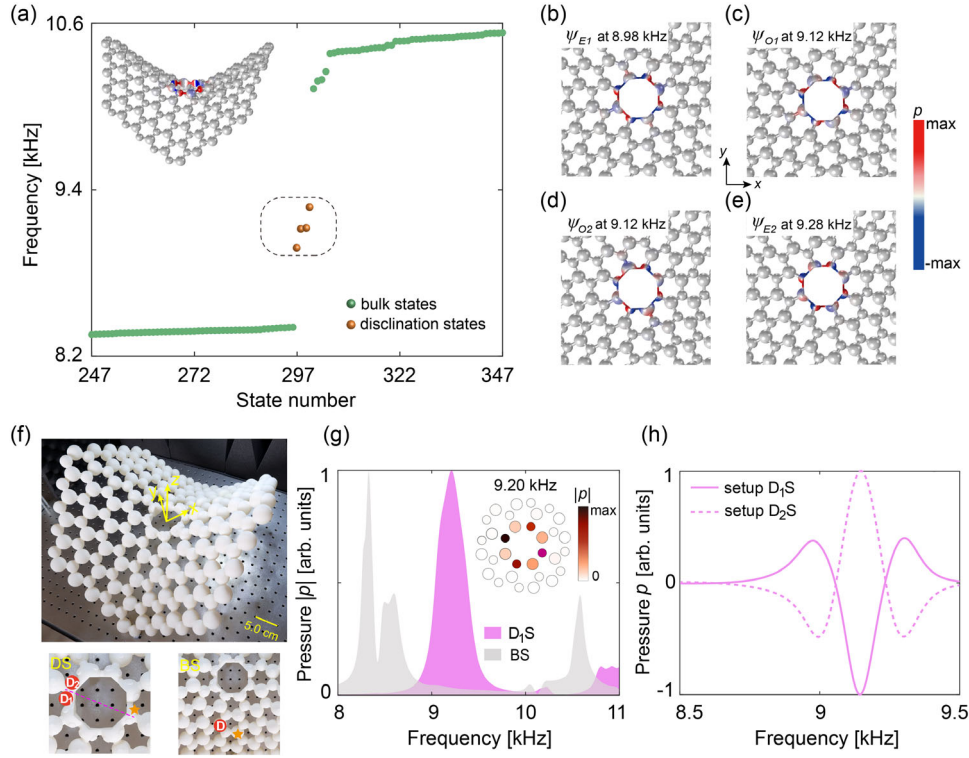 (a)
10.6
9.4
8.2
Frequency [kHz]
bulk states
disclination states
247
272
297
322
347
State number
(b)
ψE1 at 8.98 kHz
(c)
ψO1 at 9.12 kHz
y
x
(d)
ψO2 at 9.12 kHz
(e)
ψE2 at 9.28 kHz
p
max
-max
(f)
Y
Z
X
5.0 cm
DS
D2
D1
BS
D
(g)
1
0
Pressure |p| [arb. units]
9.20 kHz
|p|
max
0
D1S
BS
8
9
10
11
Frequency [kHz]
(h)
1
0
-1
Pressure p [arb. units]
setup D1S
setup D2S
8.5
9
9.5
Frequency [kHz]